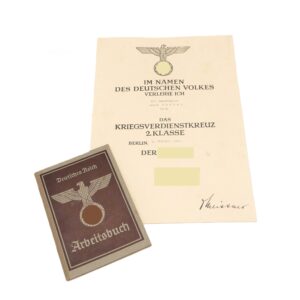 IM NAMEN
DES DEUTSCHEN VOLKES
VERLEIHE ICH
DAS
KRIEGSVERDIENSTKREUZ
2.KLASSE
BERLIN,
DER
Deutsches Reich
Arbeitsbuch